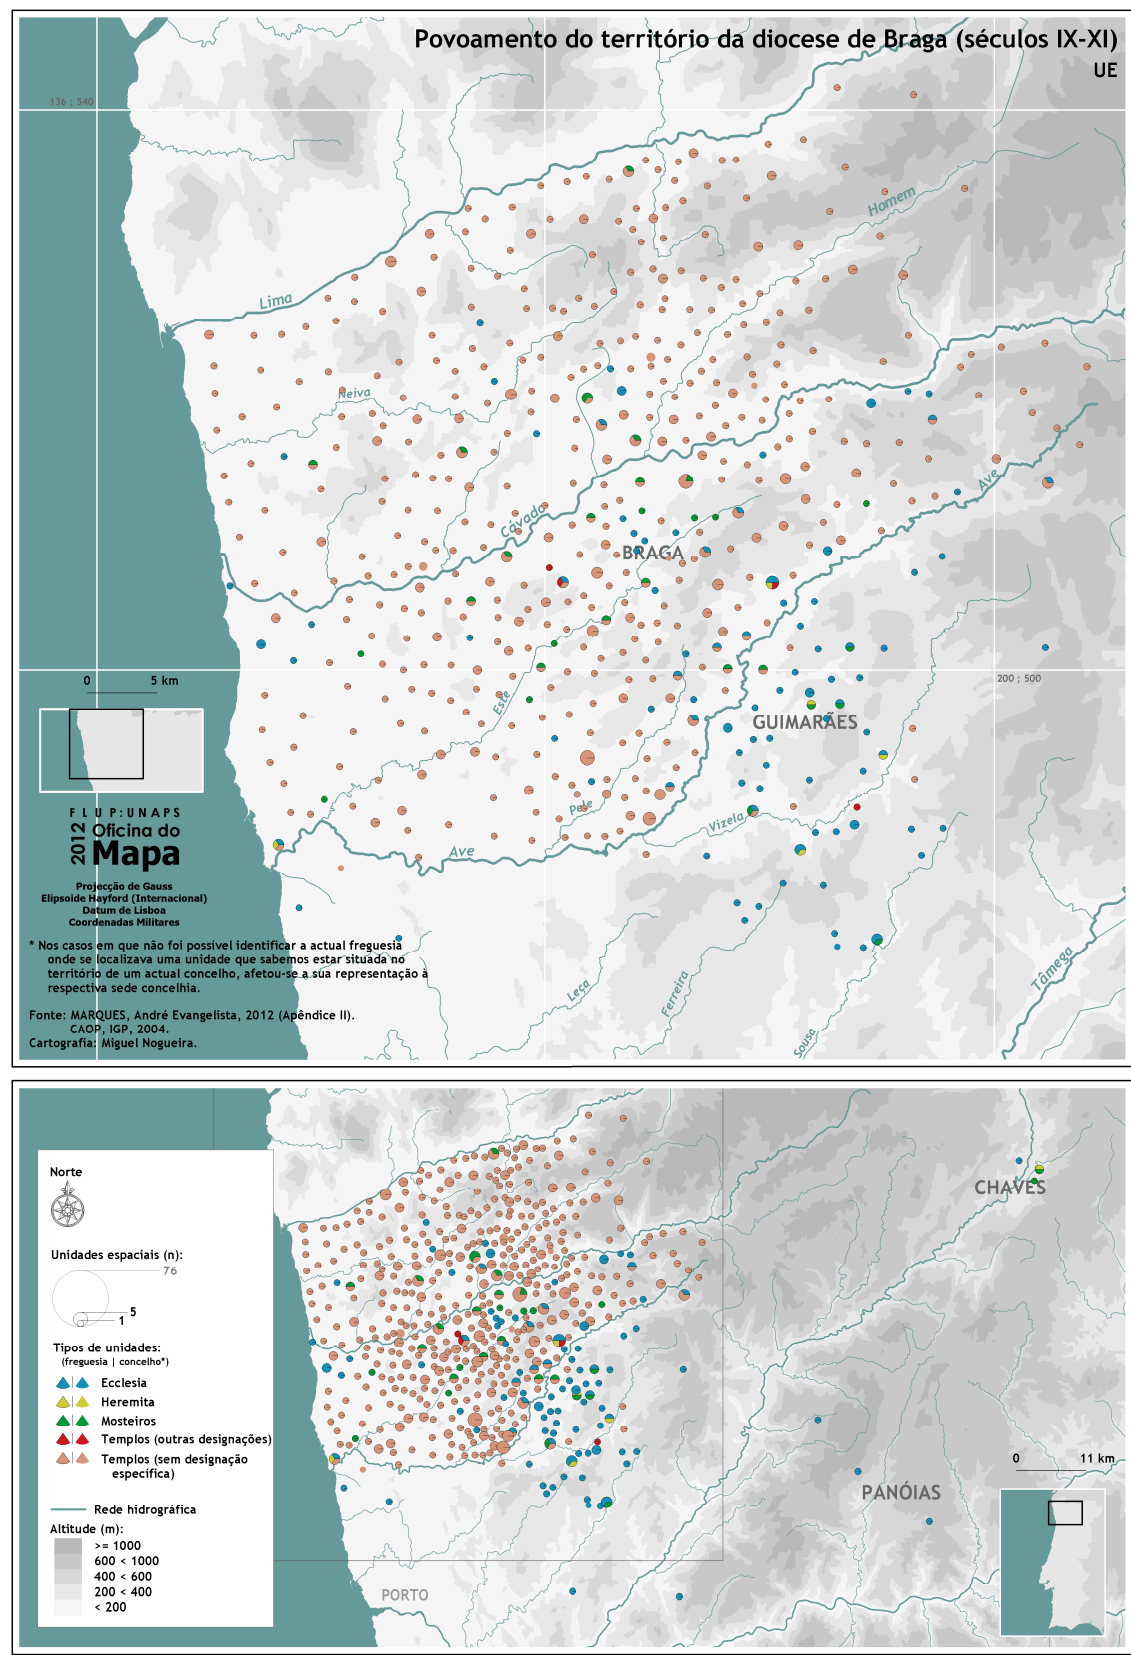 Povoamento do território da diocese de Braga (séculos IX-XI)
UE
136 ; 540
Homem
Lima
Neiva
Cávado
Ave
BRAGA
200 ; 500
0 5 km
Este
GUIMARÃES
Pele
Vizela
Ave
FLUP:UNAPS
2012
Oficina do
Mapa
Projecção de Gauss
Elipsoide Hayford (Internacional)
Datum de Lisboa
Coordenadas Militares
* Nos casos em que não foi possível identificar a actual freguesia
onde se localizava uma unidade que sabemos estar situada no
território de um actual concelho, afetou-se a sua representação à
respectiva sede concelhia.
Leça
Ferreira
Sousa
Tâmega
Fonte: MARQUES, André Evangelista, 2012 (Apêndice II).
CAOP, IGP, 2004.
Cartografia: Miguel Nogueira.
Norte
CHAVES
Unidades espaciais (n):
76
5
1
Tipos de unidades:
(freguesia | concelho*)
Ecclesia
Heremita
Mosteiros
Templos (outras designações)
Templos (sem designação
específica)
Rede hidrográfica
Altitude (m):
>= 1000
600 < 1000
400 < 600
200 < 400
< 200
0 11 km
PANÓIAS
PORTO